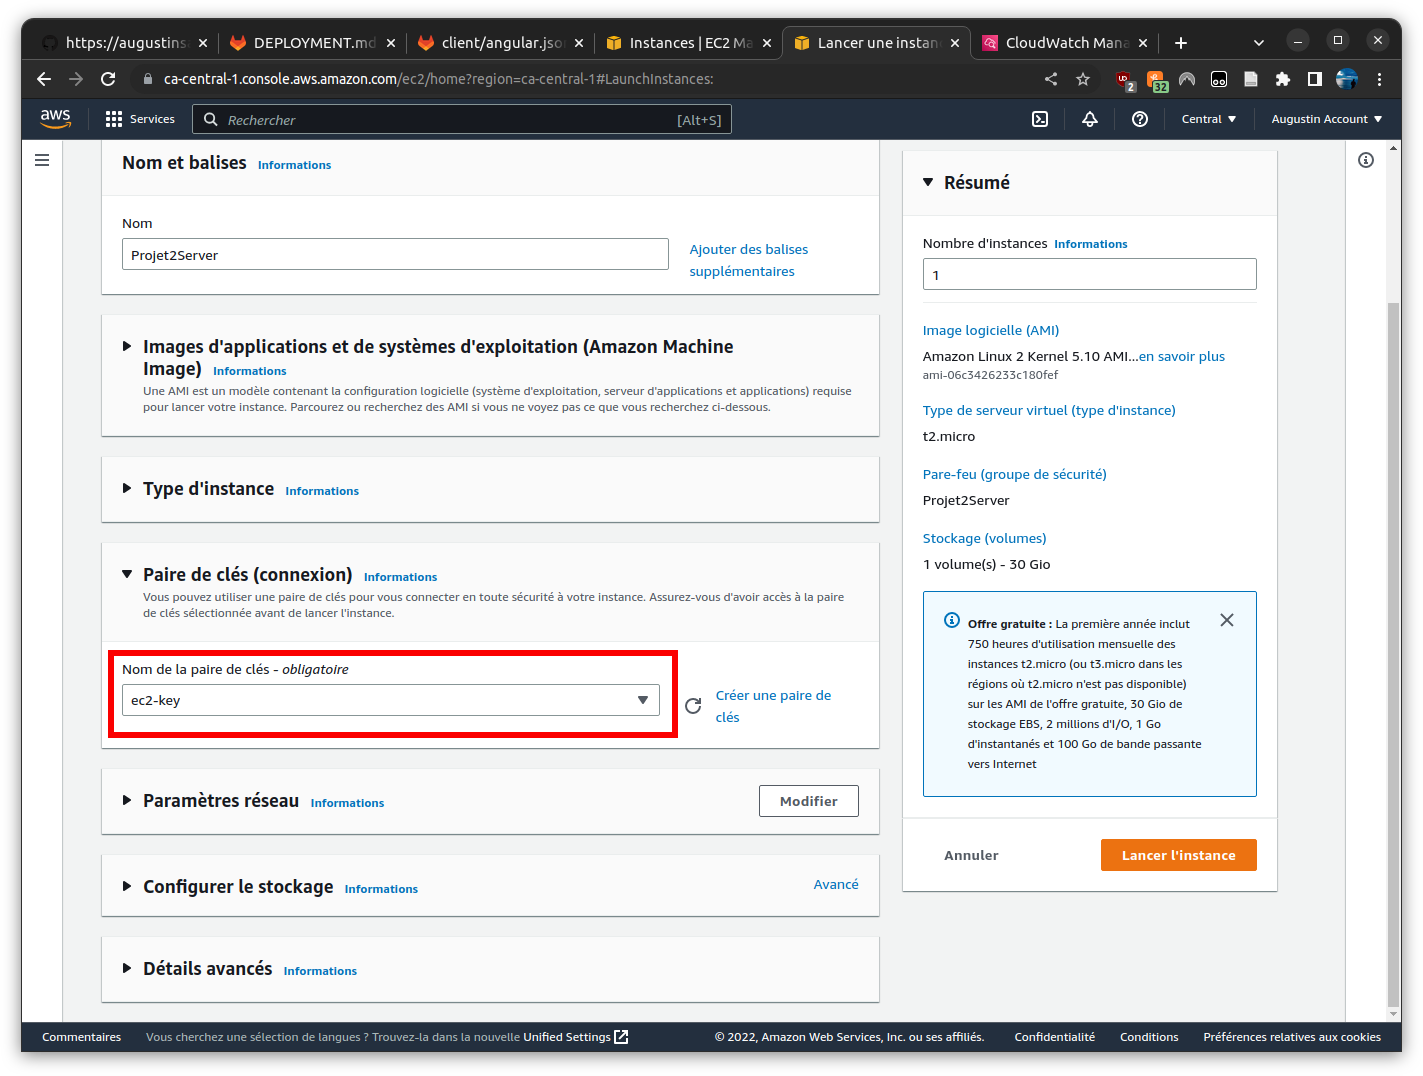 https://augustinsa
DEPLOYMENT.md
client/angular.json
Instances | EC2 Ma
Lancer une instanc
CloudWatch Mana
ca-central-1.console.aws.amazon.com/ec2/home?region=ca-central-1#LaunchInstances:
2
32
aws
Services
Rechercher
[Alt+S]
Central
Augustin Account
Nom et balises Informations
Nom
Projet2Server
Ajouter des balises
supplémentaires
Images d'applications et de systèmes d'exploitation (Amazon Machine
Image) Informations
Une AMI est un modèle contenant la configuration logicielle (système d'exploitation, serveur d'applications et applications) requise
pour lancer votre instance. Parcourez ou recherchez des AMI si vous ne voyez pas ce que vous recherchez ci-dessous.
Type d'instance Informations
Paire de clés (connexion) Informations
Vous pouvez utiliser une paire de clés pour vous connecter en toute sécurité à votre instance. Assurez-vous d'avoir accès à la paire
de clés sélectionnée avant de lancer l'instance.
Nom de la paire de clés - obligatoire
ec2-key
Créer une paire de
clés
Paramètres réseau Informations
Modifier
Configurer le stockage Informations
Avancé
Détails avancés Informations
Résumé
Nombre d'instances Informations
1
Image logicielle (AMI)
Amazon Linux 2 Kernel 5.10 AMI...en savoir plus
ami-06c3426233c180fef
Type de serveur virtuel (type d'instance)
t2.micro
Pare-feu (groupe de sécurité)
Projet2Server
Stockage (volumes)
1 volume(s) - 30 Gio
Offre gratuite : La première année inclut
750 heures d'utilisation mensuelle des
instances t2.micro (ou t3.micro dans les
régions où t2.micro n'est pas disponible)
sur les AMI de l'offre gratuite, 30 Gio de
stockage EBS, 2 millions d'I/O, 1 Go
d'instantanés et 100 Go de bande passante
vers Internet
Annuler
Lancer l'instance
Commentaires
Vous cherchez une sélection de langues ? Trouvez-la dans la nouvelle Unified Settings
© 2022, Amazon Web Services, Inc. ou ses affiliés.
Confidentialité
Conditions
Préférences relatives aux cookies